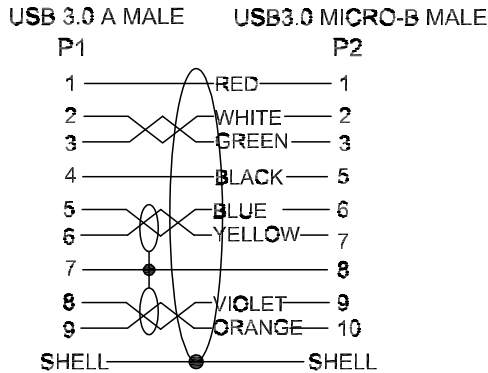 USB 3.0 A MALE USB3.0 MICRO-B MALE
P1 P2
1 RED 1
2 WHITE 2
3 GREEN 3
4 BLACK 5
5 BLUE 6
6 YELLOW 7
7 8
8 VIOLET 9
9 ORANGE 10
SHELL SHELL